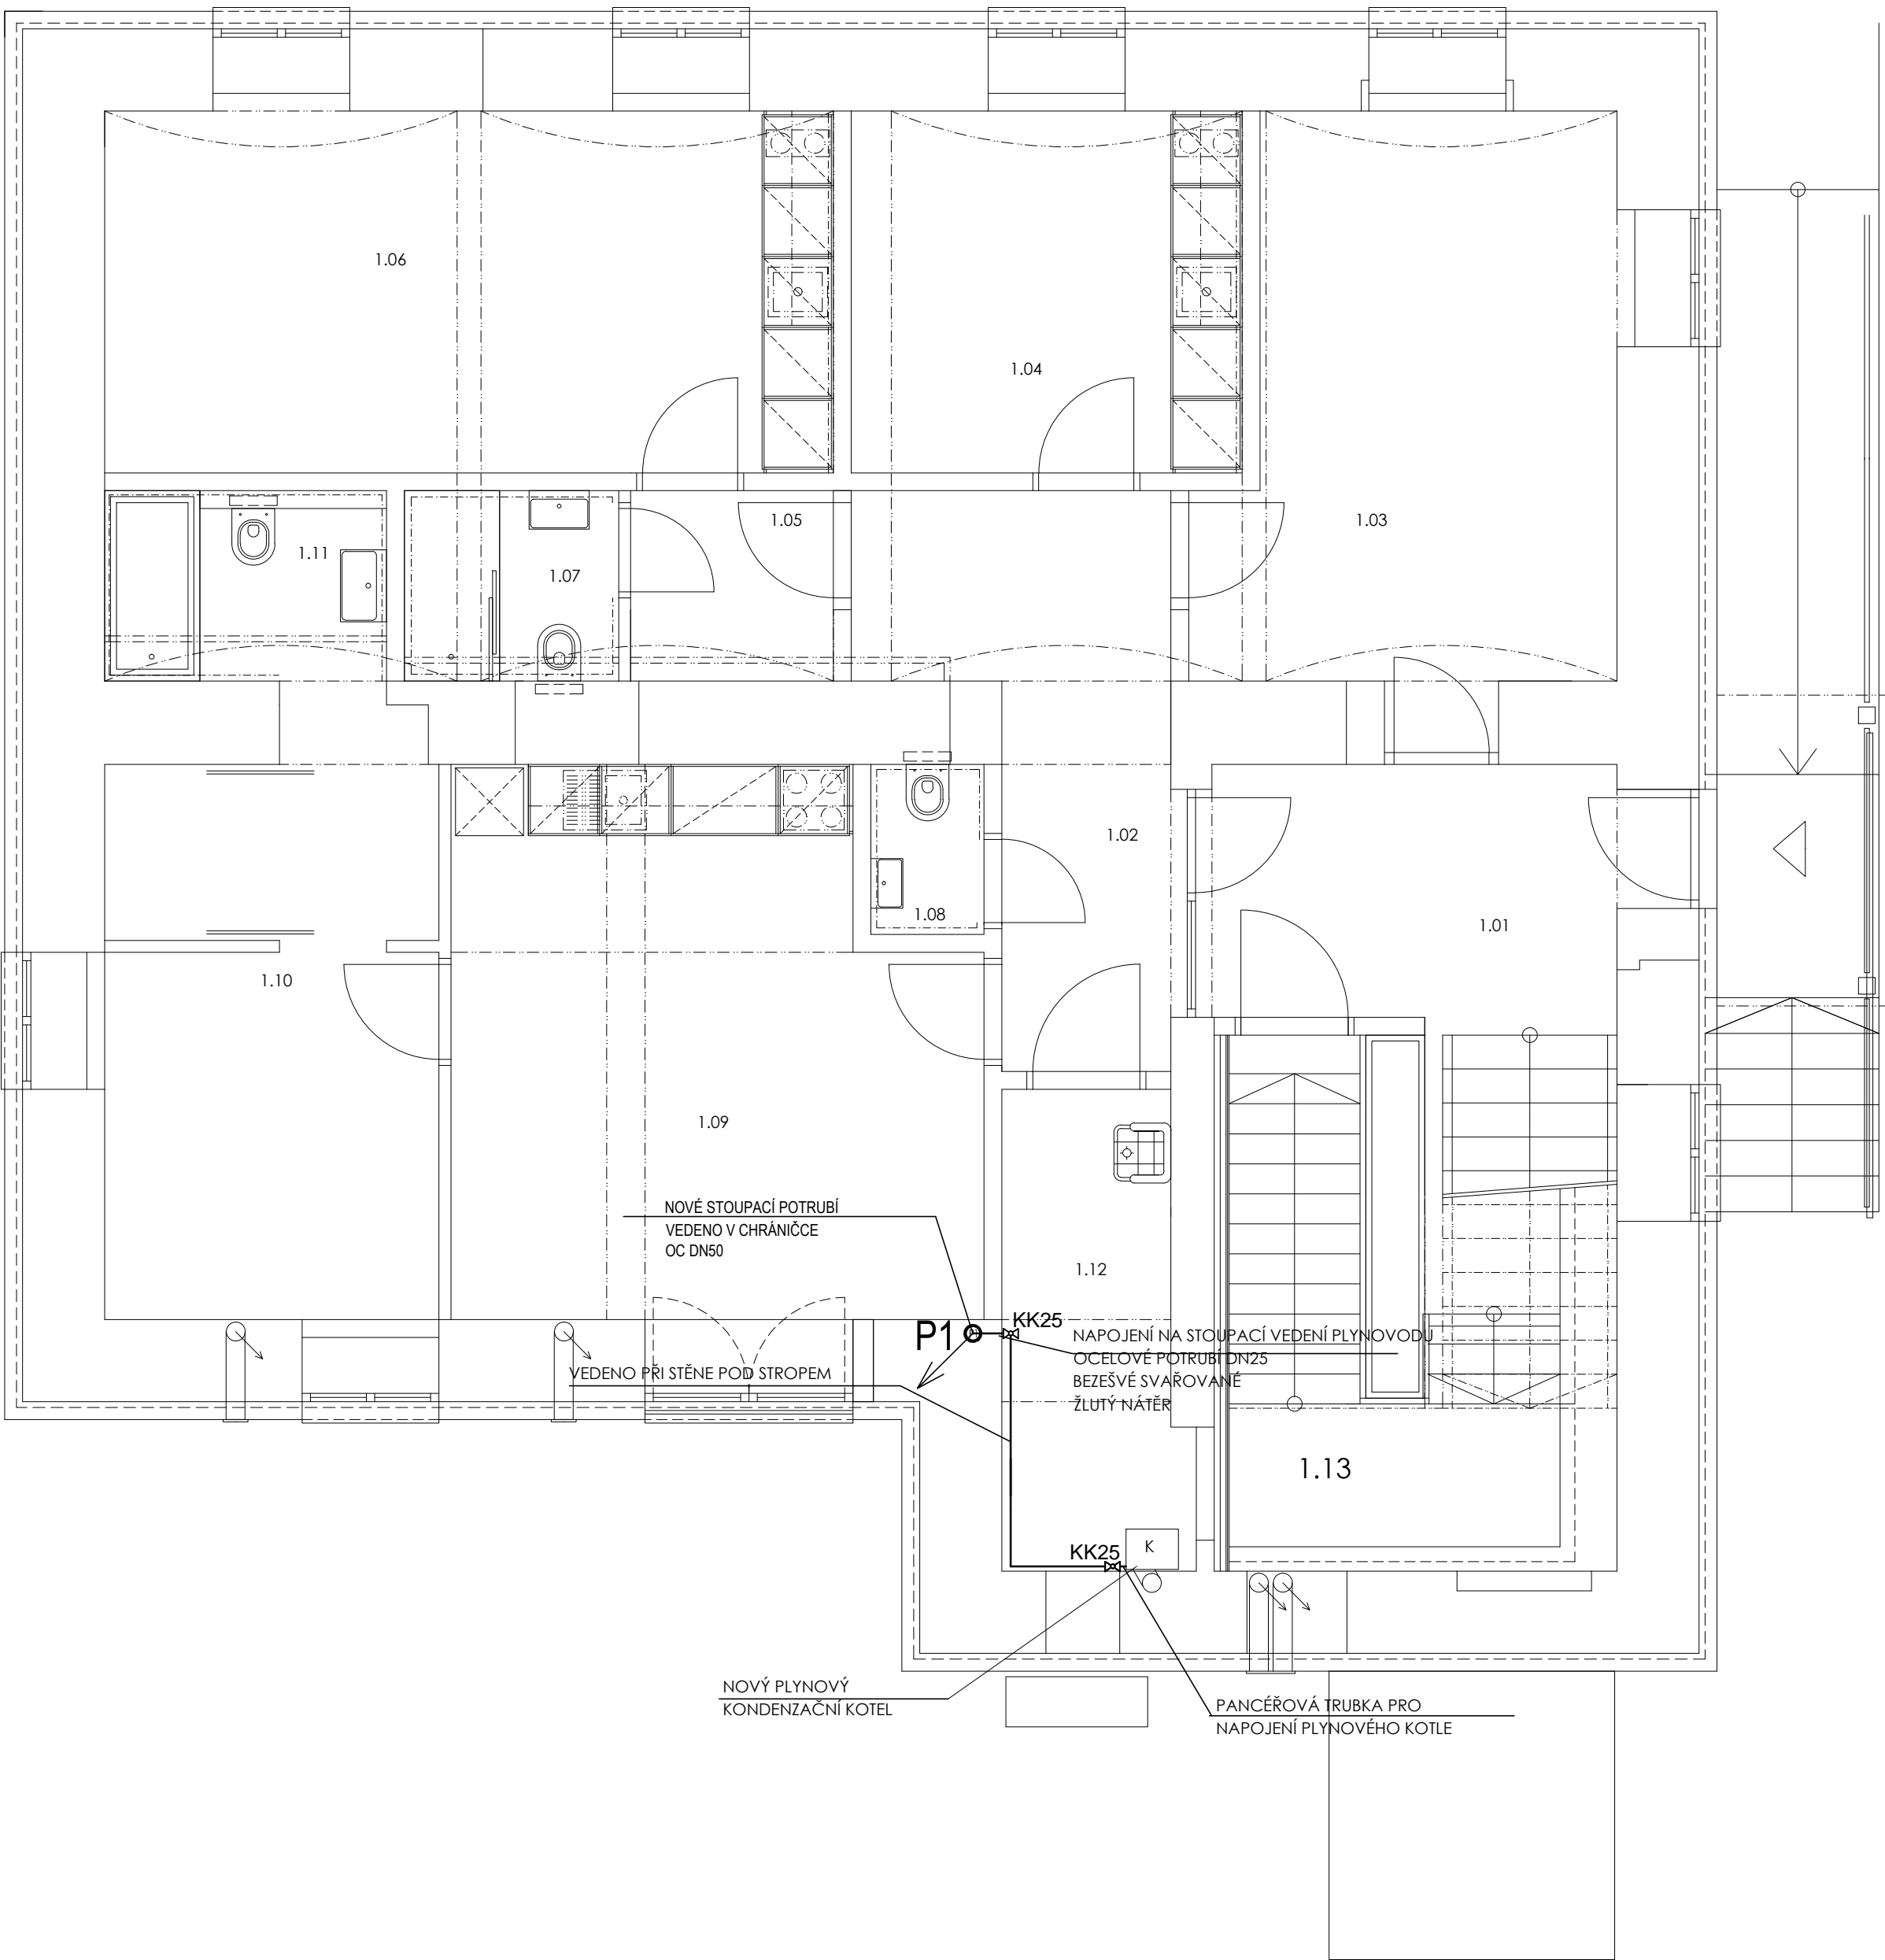 1.06
1.04
1.05
1.03
1.11
1.07
1.02
1.08
1.01
1.10
1.09
NOVÉ STOUPACÍ POTRUBÍ
VEDENO V CHRÁNIČCE
OC DN50
1.12
P1
KK25
NAPOJENÍ NA STOUPACÍ VEDENÍ PLYNOVODU
OCELOVÉ POTRUBÍ DN25
BEZEŠVÉ SVAŘOVANÉ
ŽLUTÝ NÁTĚR
VEDENO PŘI STĚNE POD STROPEM
1.13
KK25
K
NOVÝ PLYNOVÝ
KONDENZAČNÍ KOTEL
PANCÉŘOVÁ TRUBKA PRO
NAPOJENÍ PLYNOVÉHO KOTLE